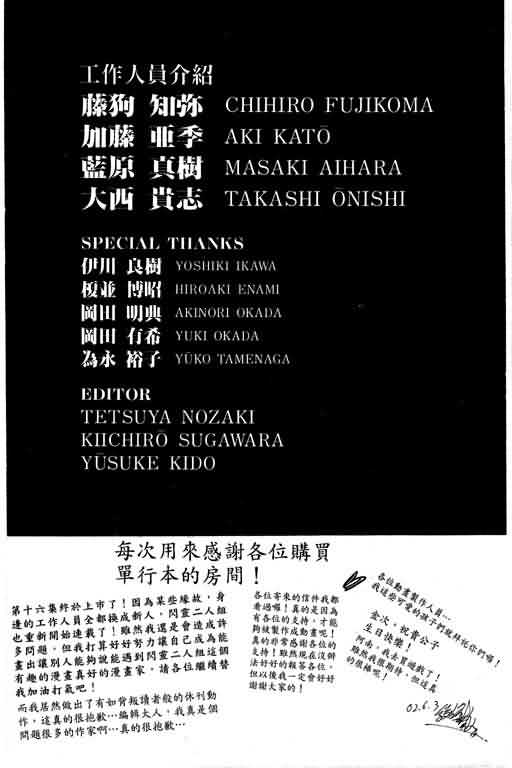 工作人員介紹
藤狗 知弥 CHIHIRO FUJIKOMA
加藤 亜季 AKI KATŌ
藍原 真樹 MASAKI AIHARA
大西 貴志 TAKASHI ŌNISHI
SPECIAL THANKS
伊川 良樹 YOSHIKI IKAWA
榎並 博昭 HIROAKI ENAMI
岡田 明典 AKINORI OKADA
岡田 有希 YUKI OKADA
為永 裕子 YŪKO TAMENAGA
EDITOR
TETSUYA NOZAKI
KIICHIRŌ SUGAWARA
YŪSUKE KIDO
每次用來感謝各位購買
單行本的房間！
第十六集終於上市了！因為某些緣故，身
邊的工作人員全都換成新人，閃靈二人組
也重新開始連載了！雖然我還是會造成許
多問題，但我打算好好努力讓自己成為能
畫出讓別人能夠說能遇到閃靈二人組這個
有趣的漫畫真好的漫畫家，請各位繼續替
我加油打氣吧！
而我居然做出了有如背叛讀者般的休刊動
作，這真的很抱歉…編輯大人，我真是個
問題很多的作家啊…真的很抱歉…
各位寄來的信件我都
看過囉！真的是因為
有各位的支持，才能
夠被製作成動畫呢！
真的非常感謝各位的
支持！雖然現在沒辦
法好好的報答各位，
但以後我一定會好好
謝謝大家的！
各位動畫製作人員…
我這些可愛的孩子們就拜託你們囉！
金次，祝貴公子
生日快樂！
阿南，我去買遊戲了！
雖然我很期待，但這真
的很棒呢！
02.6.3